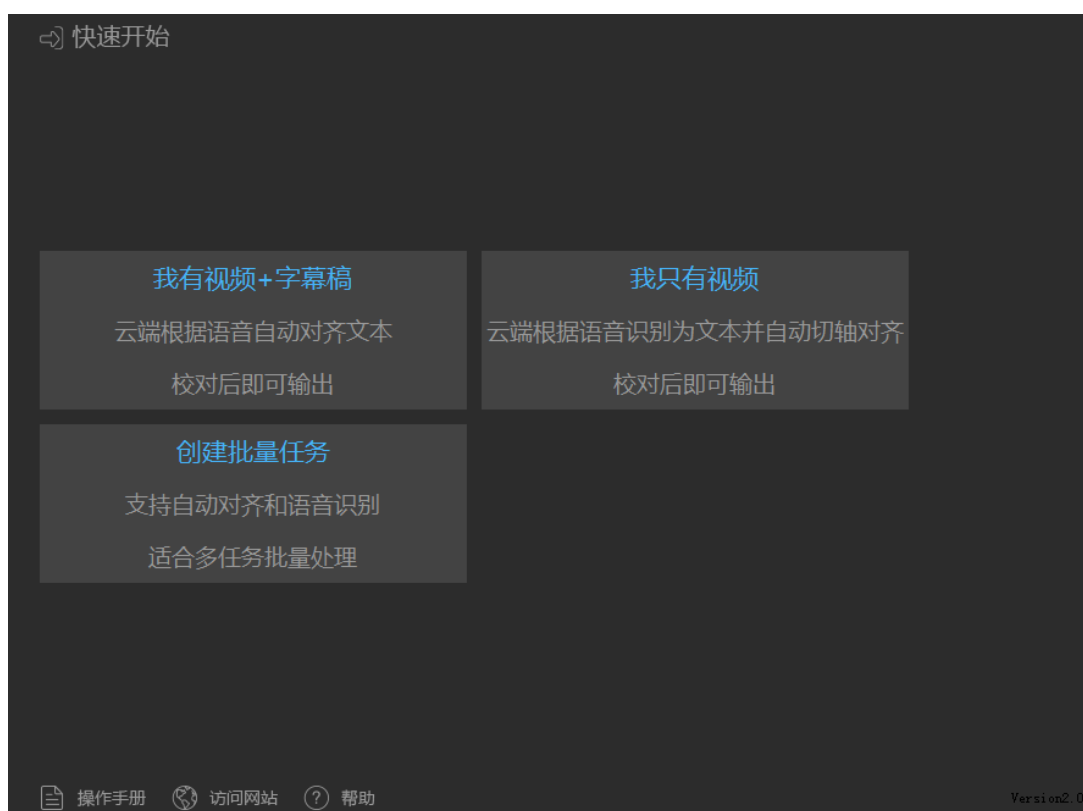 快速开始
我有视频+字幕稿
云端根据语音自动对齐文本
校对后即可输出
我只有视频
云端根据语音识别为文本并自动切轴对齐
校对后即可输出
创建批量任务
支持自动对齐和语音识别
适合多任务批量处理
操作手册 访问网站 ? 帮助
Version2.0